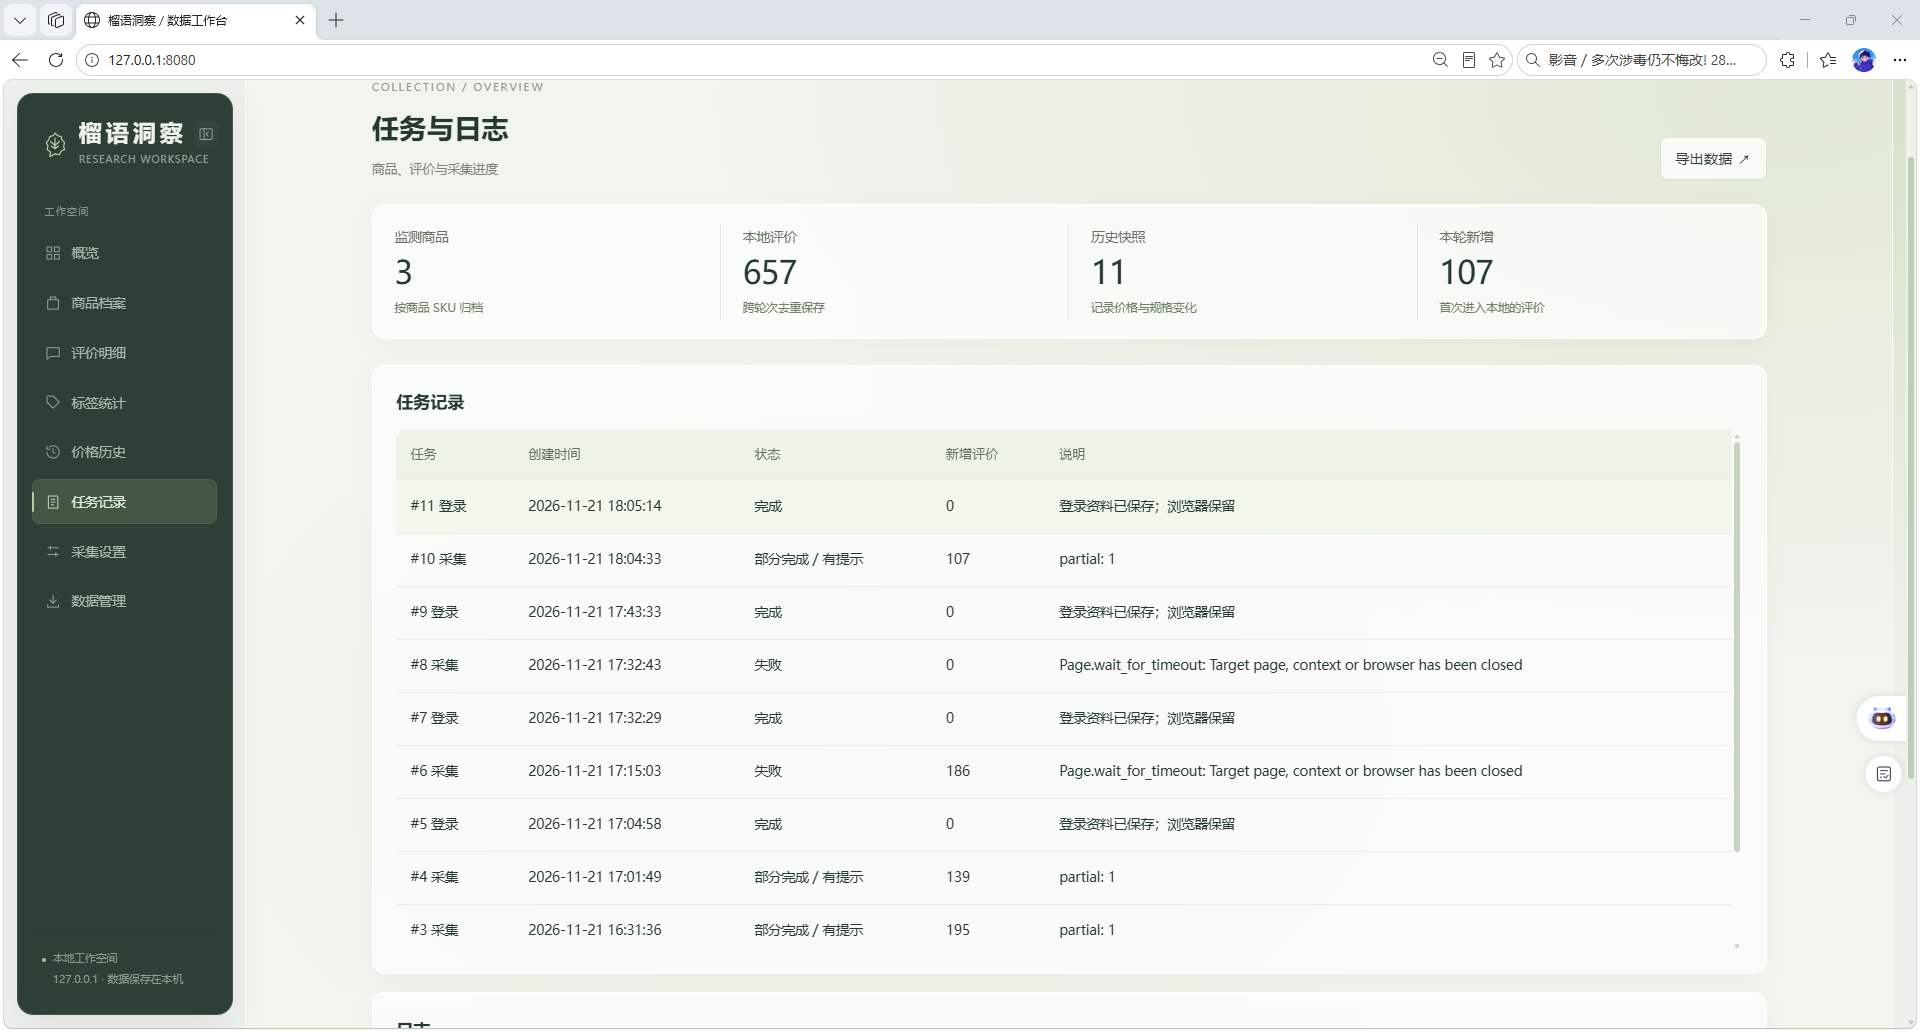 榴语洞察 / 数据工作台
127.0.0.1:8080
影音 / 多次涉毒仍不悔改! 28...
榴语洞察
RESEARCH WORKSPACE
工作空间
概览
商品档案
评价明细
标签统计
价格历史
任务记录
采集设置
数据管理
本地工作空间
127.0.0.1 · 数据保存在本机
COLLECTION / OVERVIEW
任务与日志
商品、评价与采集进度
导出数据 ↗
监测商品
3
按商品 SKU 归档
本地评价
657
跨轮次去重保存
历史快照
11
记录价格与规格变化
本轮新增
107
首次进入本地的评价
任务记录
任务 创建时间 状态 新增评价 说明
#11 登录 2026-11-21 18:05:14 完成 0 登录资料已保存；浏览器保留
#10 采集 2026-11-21 18:04:33 部分完成 / 有提示 107 partial: 1
#9 登录 2026-11-21 17:43:33 完成 0 登录资料已保存；浏览器保留
#8 采集 2026-11-21 17:32:43 失败 0 Page.wait_for_timeout: Target page, context or browser has been closed
#7 登录 2026-11-21 17:32:29 完成 0 登录资料已保存；浏览器保留
#6 采集 2026-11-21 17:15:03 失败 186 Page.wait_for_timeout: Target page, context or browser has been closed
#5 登录 2026-11-21 17:04:58 完成 0 登录资料已保存；浏览器保留
#4 采集 2026-11-21 17:01:49 部分完成 / 有提示 139 partial: 1
#3 采集 2026-11-21 16:31:36 部分完成 / 有提示 195 partial: 1